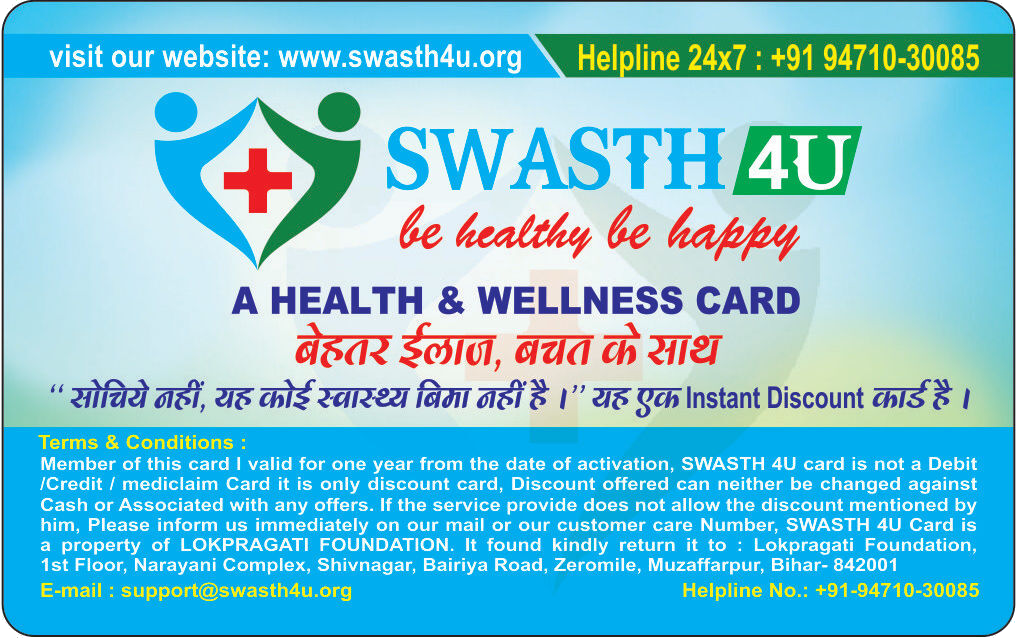 visit our website: www.swasth4u.org
Helpline 24x7 : +91 94710-30085
SWASTH 4U
be healthy be happy
A HEALTH & WELLNESS CARD
बेहतर ईलाज, बचत के साथ
“ सोचिये नहीं, यह कोई स्वास्थ्य बिमा नहीं है ।” यह एक Instant Discount कार्ड है ।
Terms & Conditions :
Member of this card I valid for one year from the date of activation, SWASTH 4U card is not a Debit
/Credit / mediclaim Card it is only discount card, Discount offered can neither be changed against
Cash or Associated with any offers. If the service provide does not allow the discount mentioned by
him, Please inform us immediately on our mail or our customer care Number, SWASTH 4U Card is
a property of LOKPRAGATI FOUNDATION. It found kindly return it to : Lokpragati Foundation,
1st Floor, Narayani Complex, Shivnagar, Bairiya Road, Zeromile, Muzaffarpur, Bihar- 842001
E-mail : support@swasth4u.org
Helpline No.: +91-94710-30085